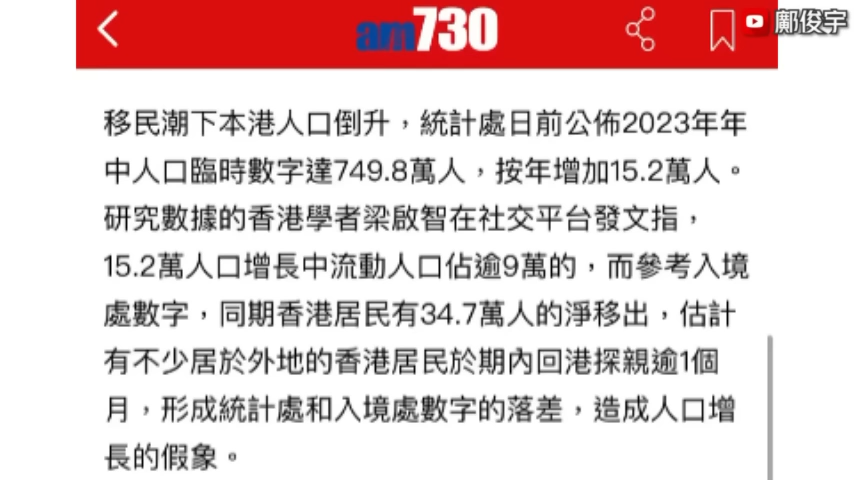 am730
鄺俊宇
移民潮下本港人口倒升，統計處日前公佈2023年年
中人口臨時數字達749.8萬人，按年增加15.2萬人。
研究數據的香港學者梁啟智在社交平台發文指，
15.2萬人口增長中流動人口佔逾9萬的，而參考入境
處數字，同期香港居民有34.7萬人的淨移出，估計
有不少居於外地的香港居民於期內回港探親逾1個
月，形成統計處和入境處數字的落差，造成人口增
長的假象。